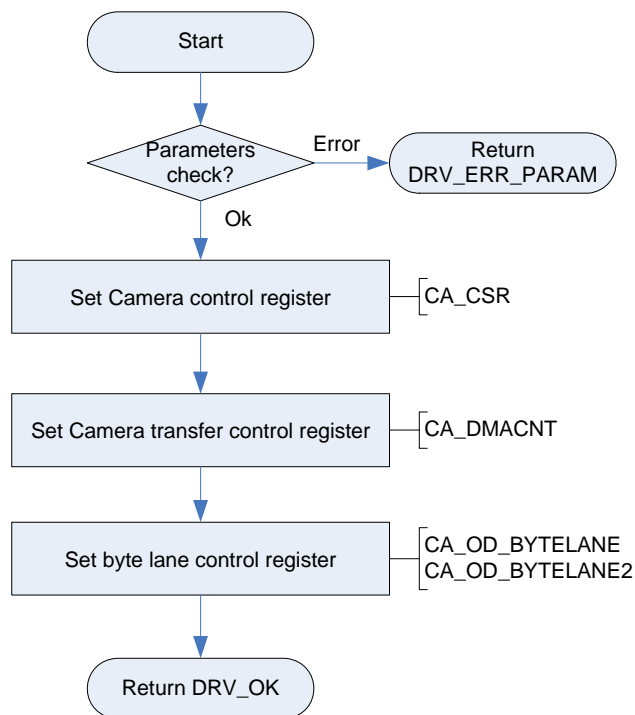 Start
Parameters
check?
Error
Return
DRV_ERR_PARAM
Ok
Set Camera control register
CA_CSR
Set Camera transfer control register
CA_DMACNT
Set byte lane control register
CA_OD_BYTELANE
CA_OD_BYTELANE2
Return DRV_OK